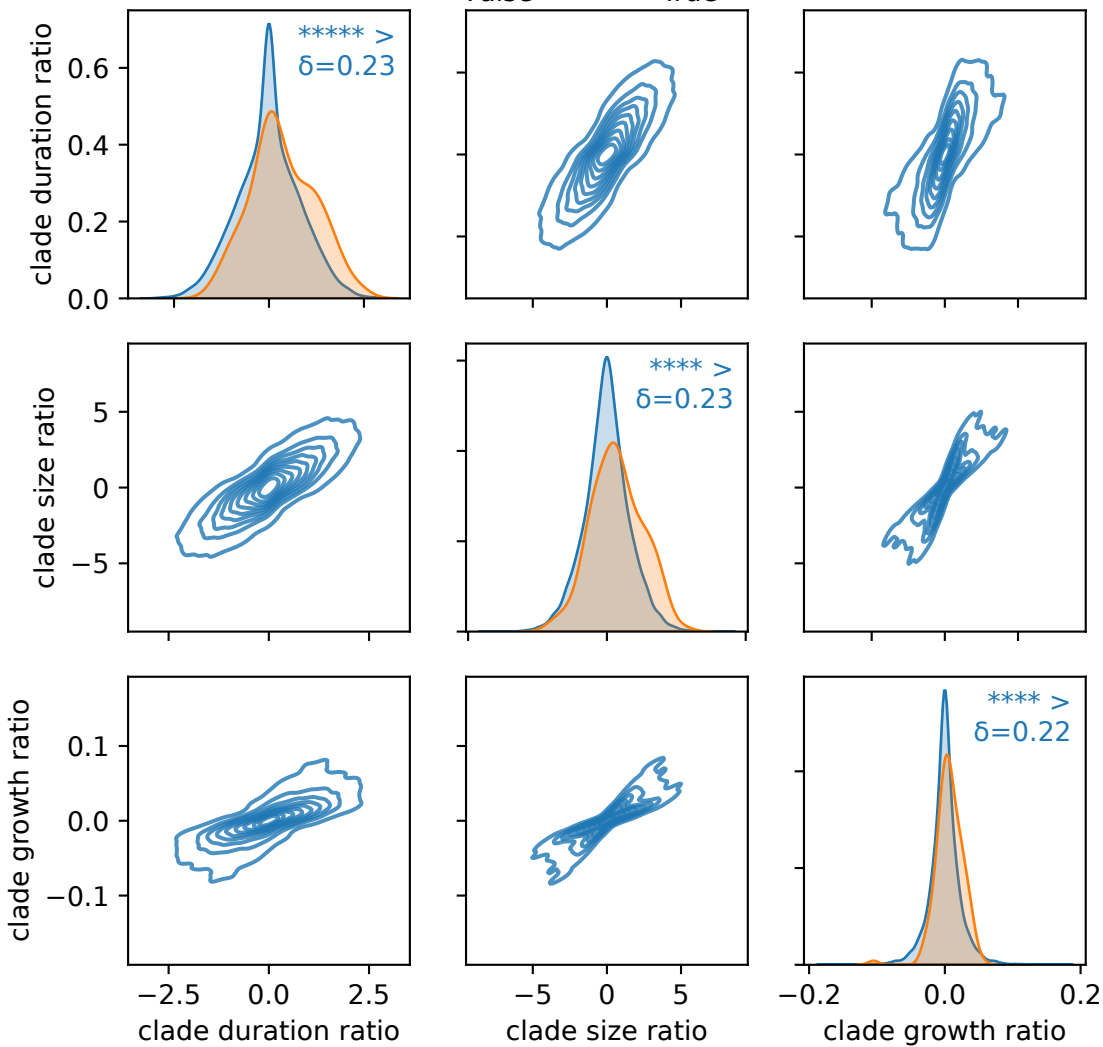 ***** >
δ=0.23
clade duration ratio
0.6
0.4
0.2
0.0
**** >
δ=0.23
clade size ratio
5
0
−5
**** >
δ=0.22
clade growth ratio
0.1
0.0
−0.1
−2.5 0.0 2.5
clade duration ratio
−5 0 5
clade size ratio
−0.2 0.0 0.2
clade growth ratio